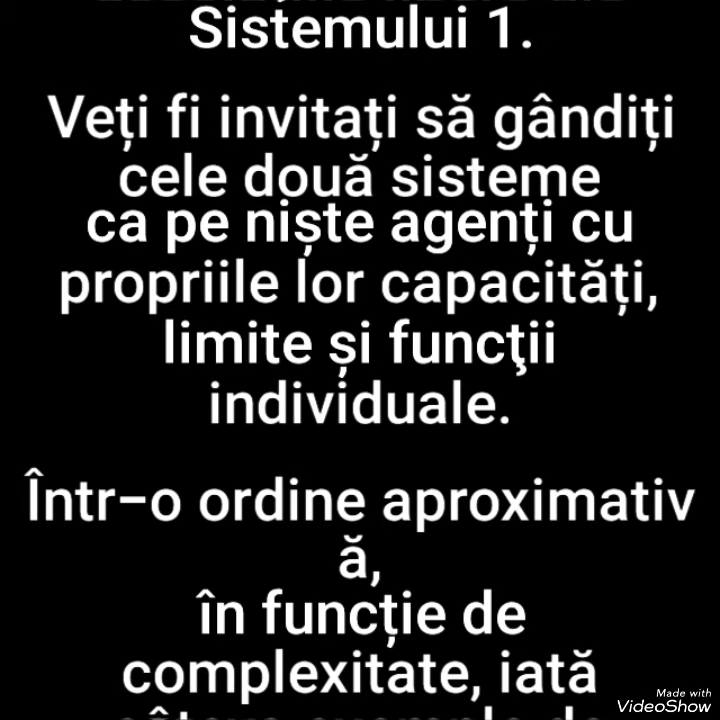 Sistemului 1.
Veți fi invitați să gândiți
cele două sisteme
ca pe niște agenți cu
propriile lor capacități,
limite și funcţii
individuale.
Într-o ordine aproximativ
ă,
în funcție de
complexitate, iată
Made with
VideoShow